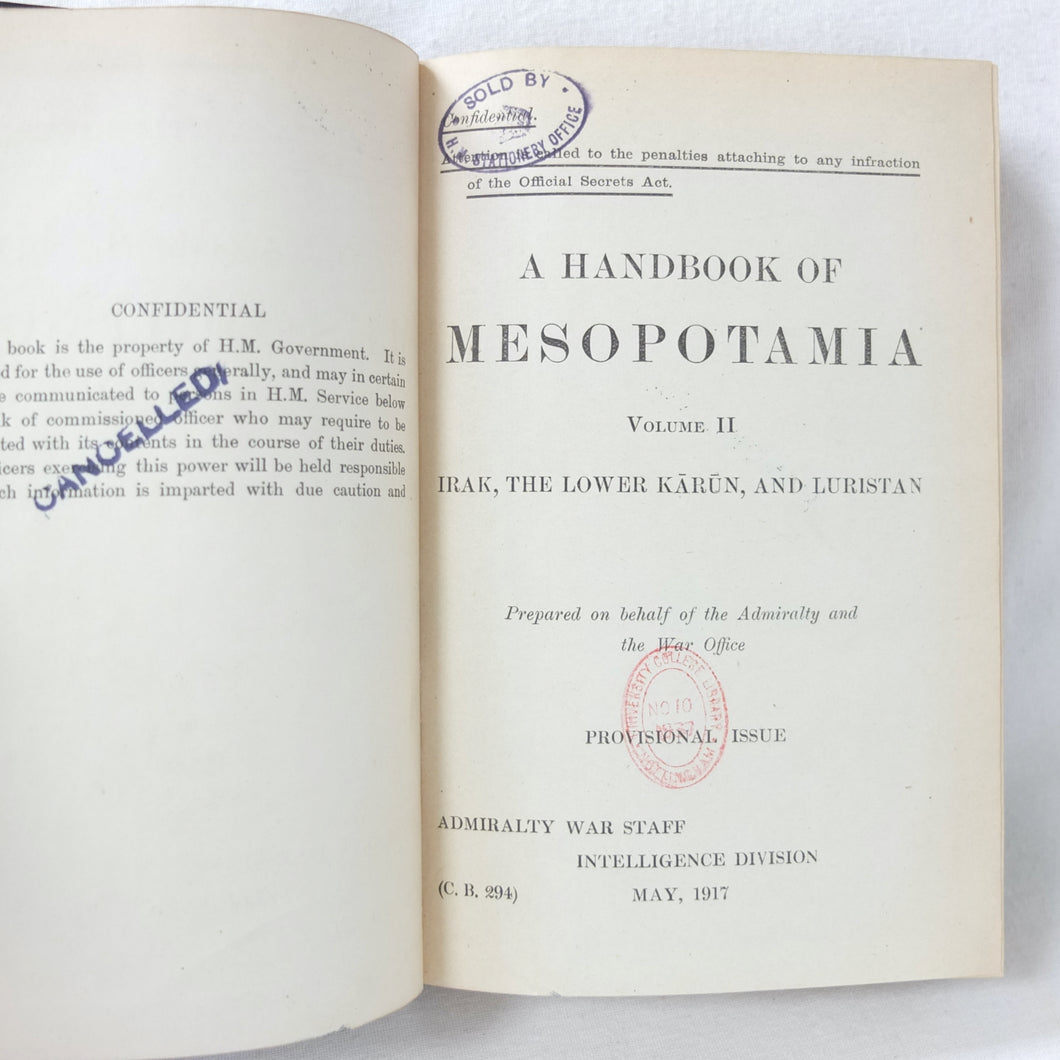 CONFIDENTIAL
book is the property of H.M. Government. It is
d for the use of officers generally, and may in certain
e communicated to persons in H.M. Service below
k of commissioned officer who may require to be
ted with its contents in the course of their duties.
icers exercising this power will be held responsible
ch information is imparted with due caution and
CANCELLED
SOLD BY
H.M. STATIONERY OFFICE
Confidential.
Attention is called to the penalties attaching to any infraction
of the Official Secrets Act.
A HANDBOOK OF
MESOPOTAMIA
VOLUME II
IRAK, THE LOWER KĀRŪN, AND LURISTAN
Prepared on behalf of the Admiralty and
the War Office
UNIVERSITY COLLEGE LIBRARY
NOTTINGHAM
PROVISIONAL ISSUE
ADMIRALTY WAR STAFF
INTELLIGENCE DIVISION
(C. B. 294)
MAY, 1917